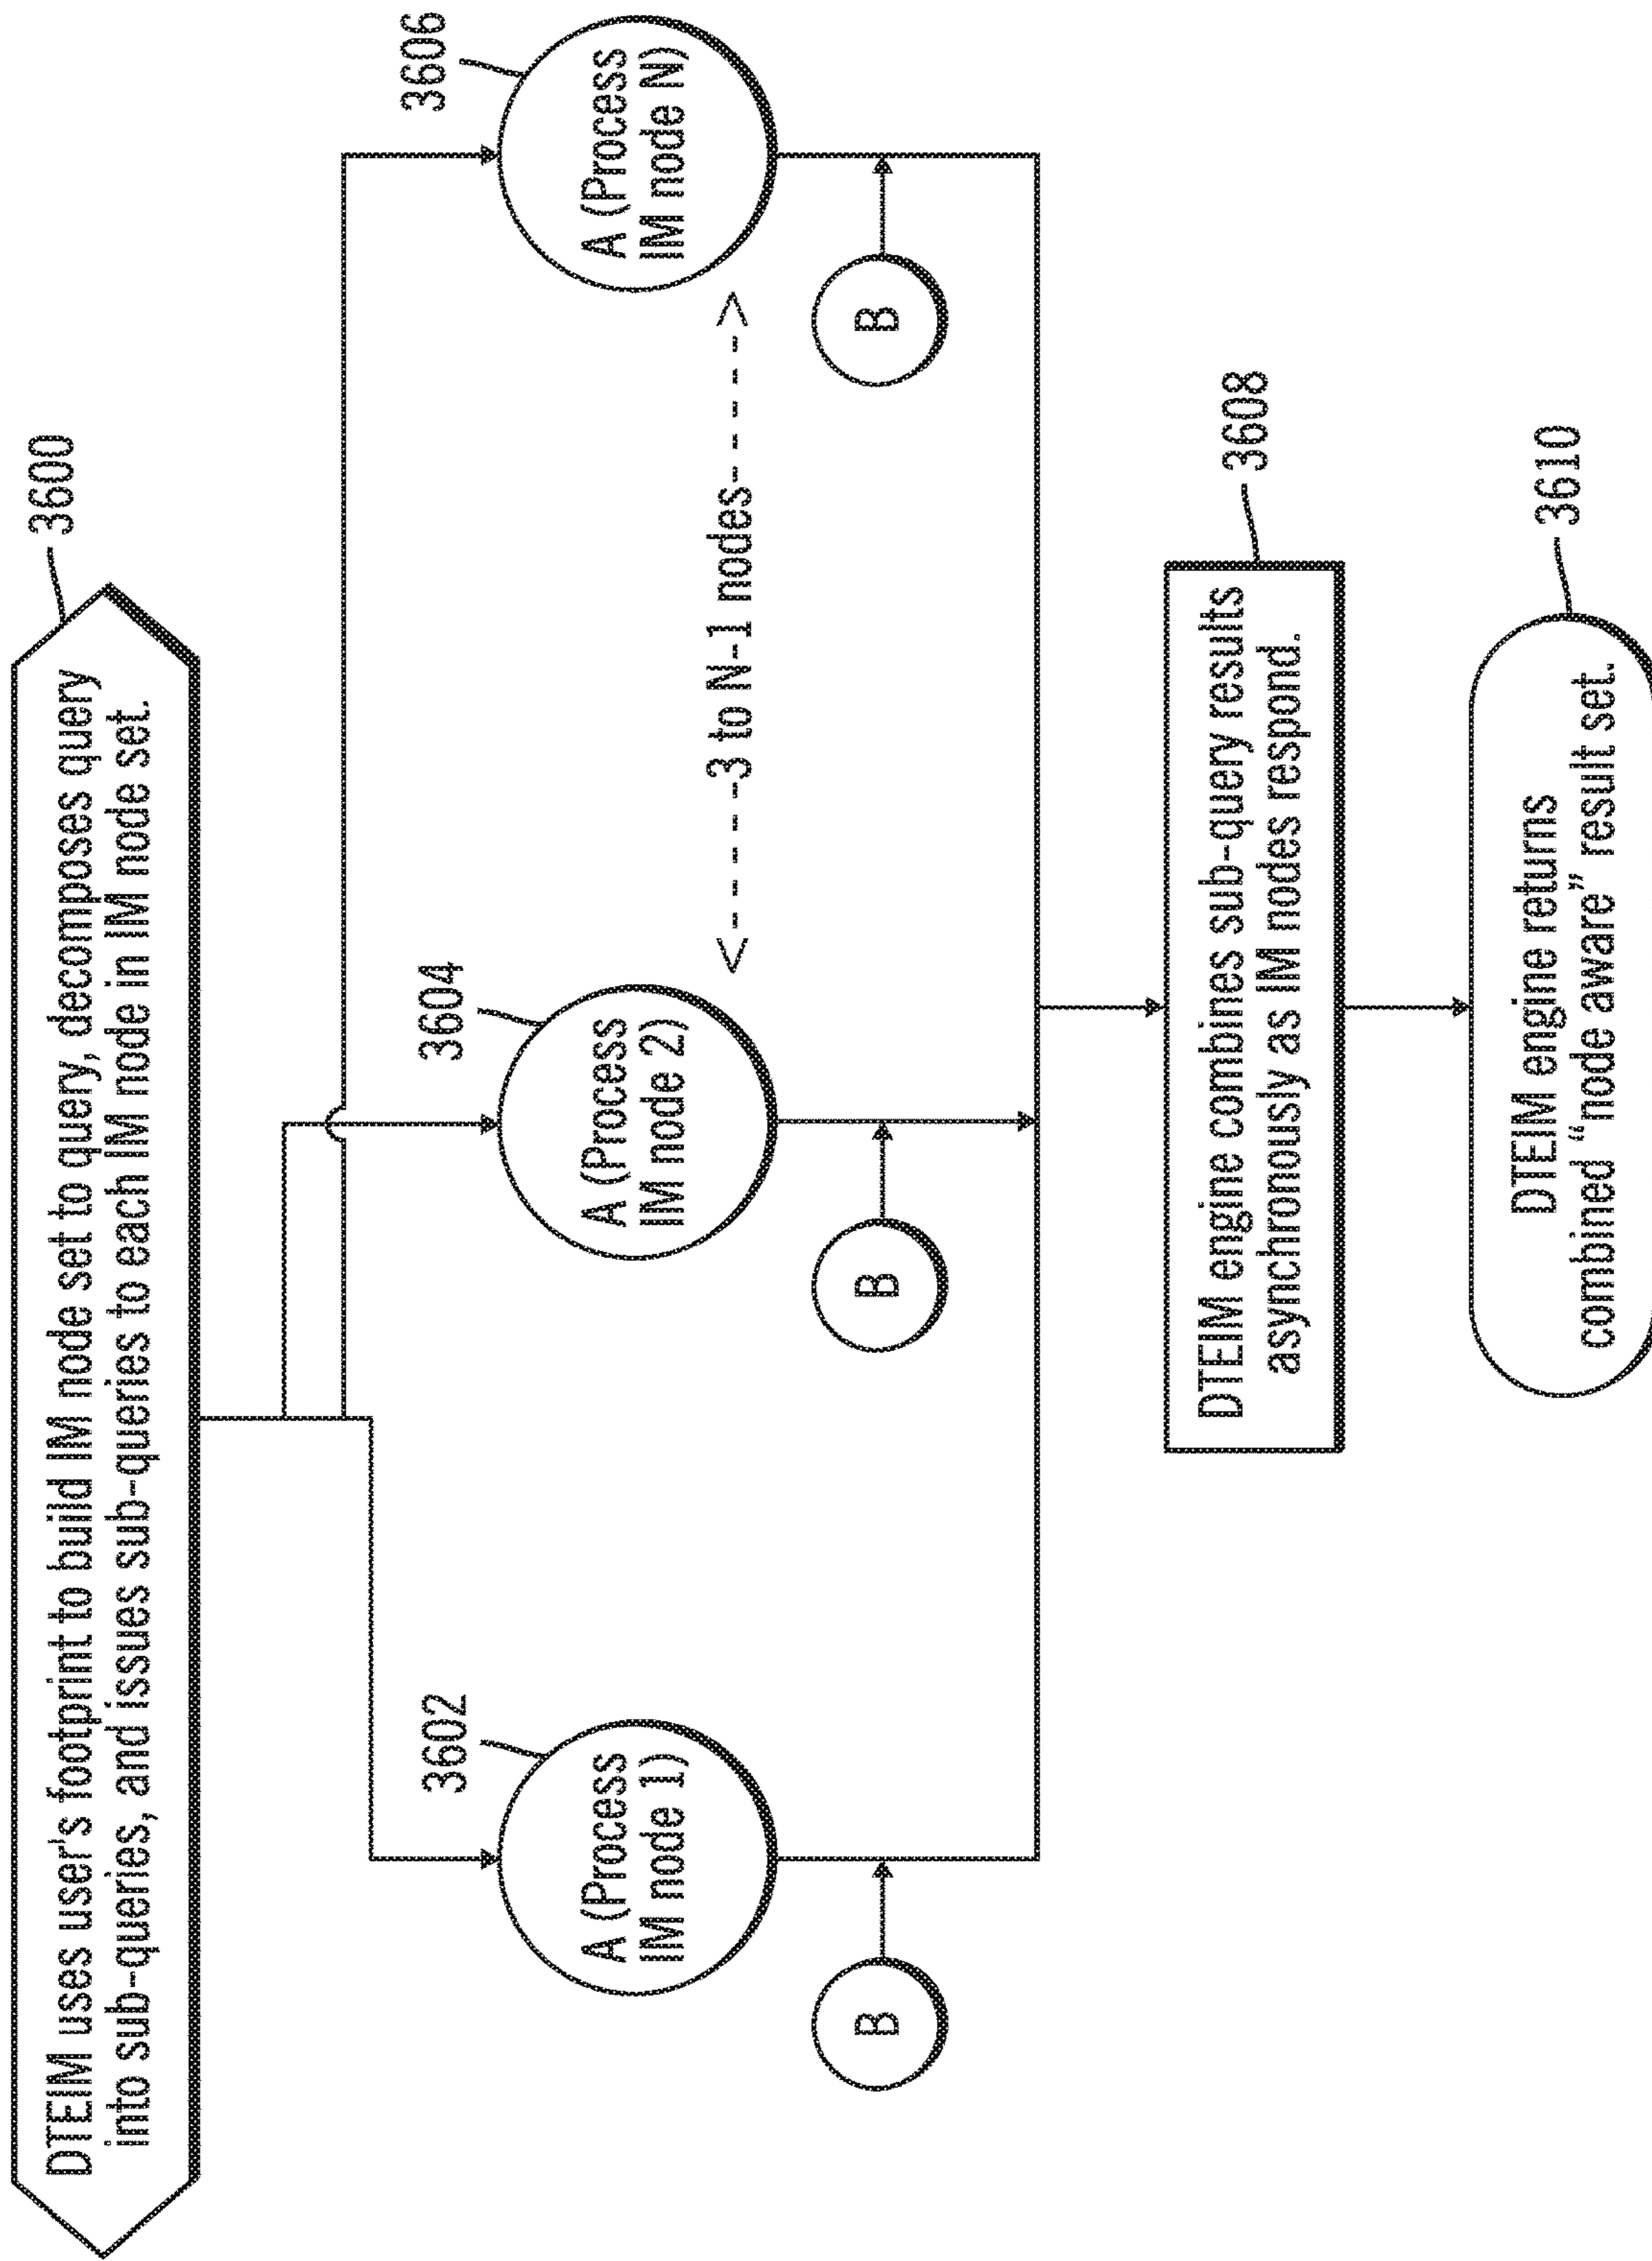 3600
DTEIM uses user's footprint to build IM node set to query, decomposes query
into sub-queries, and issues sub-queries to each IM node in IM node set.
3602
A (Process
IM node 1)
3604
A (Process
IM node 2)
3606
A (Process
IM node N)
<- - - -3 to N-1 nodes- - - - ->
B
B
B
3608
DTEIM engine combines sub-query results
asynchronously as IM nodes respond.
3610
DTEIM engine returns
combined “node aware” result set.